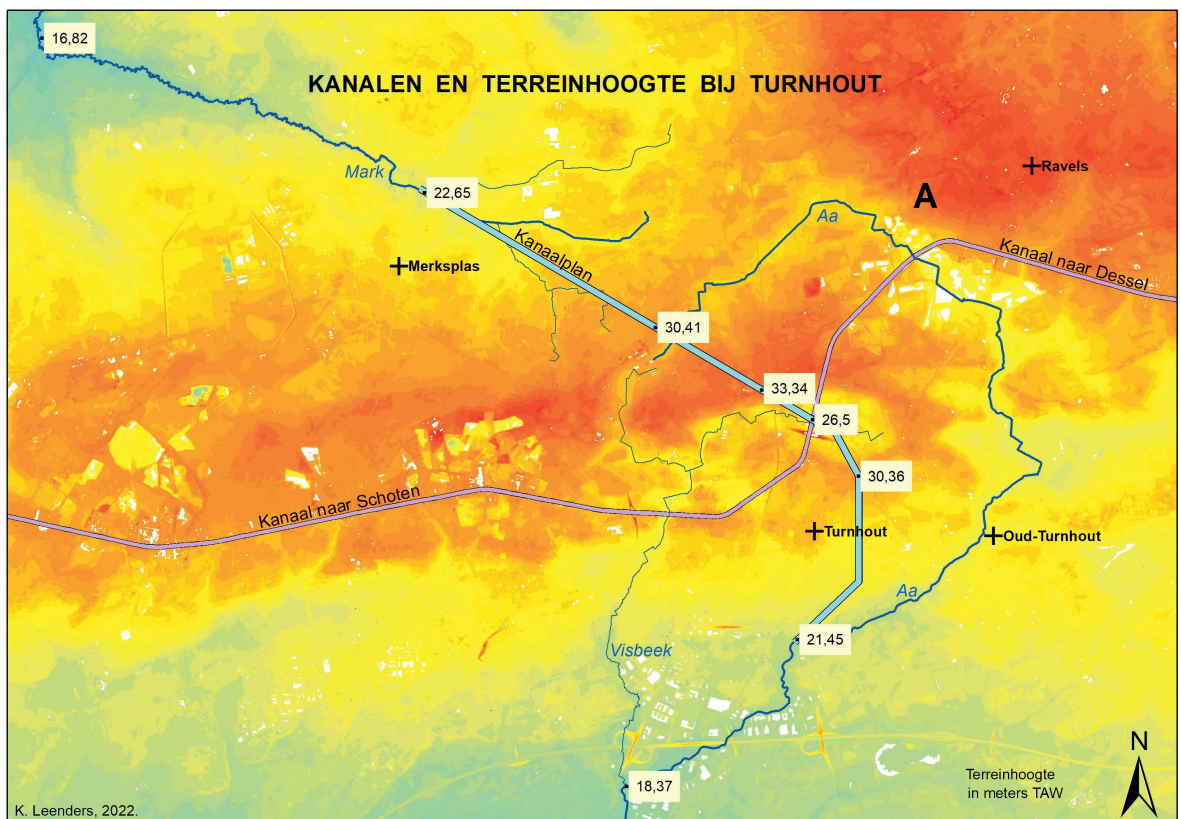 16,82
KANALEN EN TERREINHOOGTE BIJ TURNHOUT
Mark
22,65
Ravels
A
Aa
Kanaalplan
Kanaal naar Dessel
Merksplas
30,41
33,34
26,5
30,36
Kanaal naar Schoten
Turnhout
Oud-Turnhout
Aa
21,45
Visbeek
N
18,37
Terreinhoogte
in meters TAW
K. Leenders, 2022.